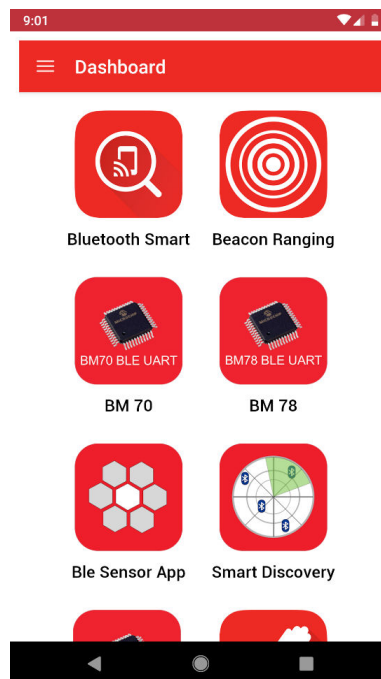 9:01
Dashboard
Bluetooth Smart
Beacon Ranging
BM70 BLE UART
BM78 BLE UART
BM 70
BM 78
Ble Sensor App
Smart Discovery